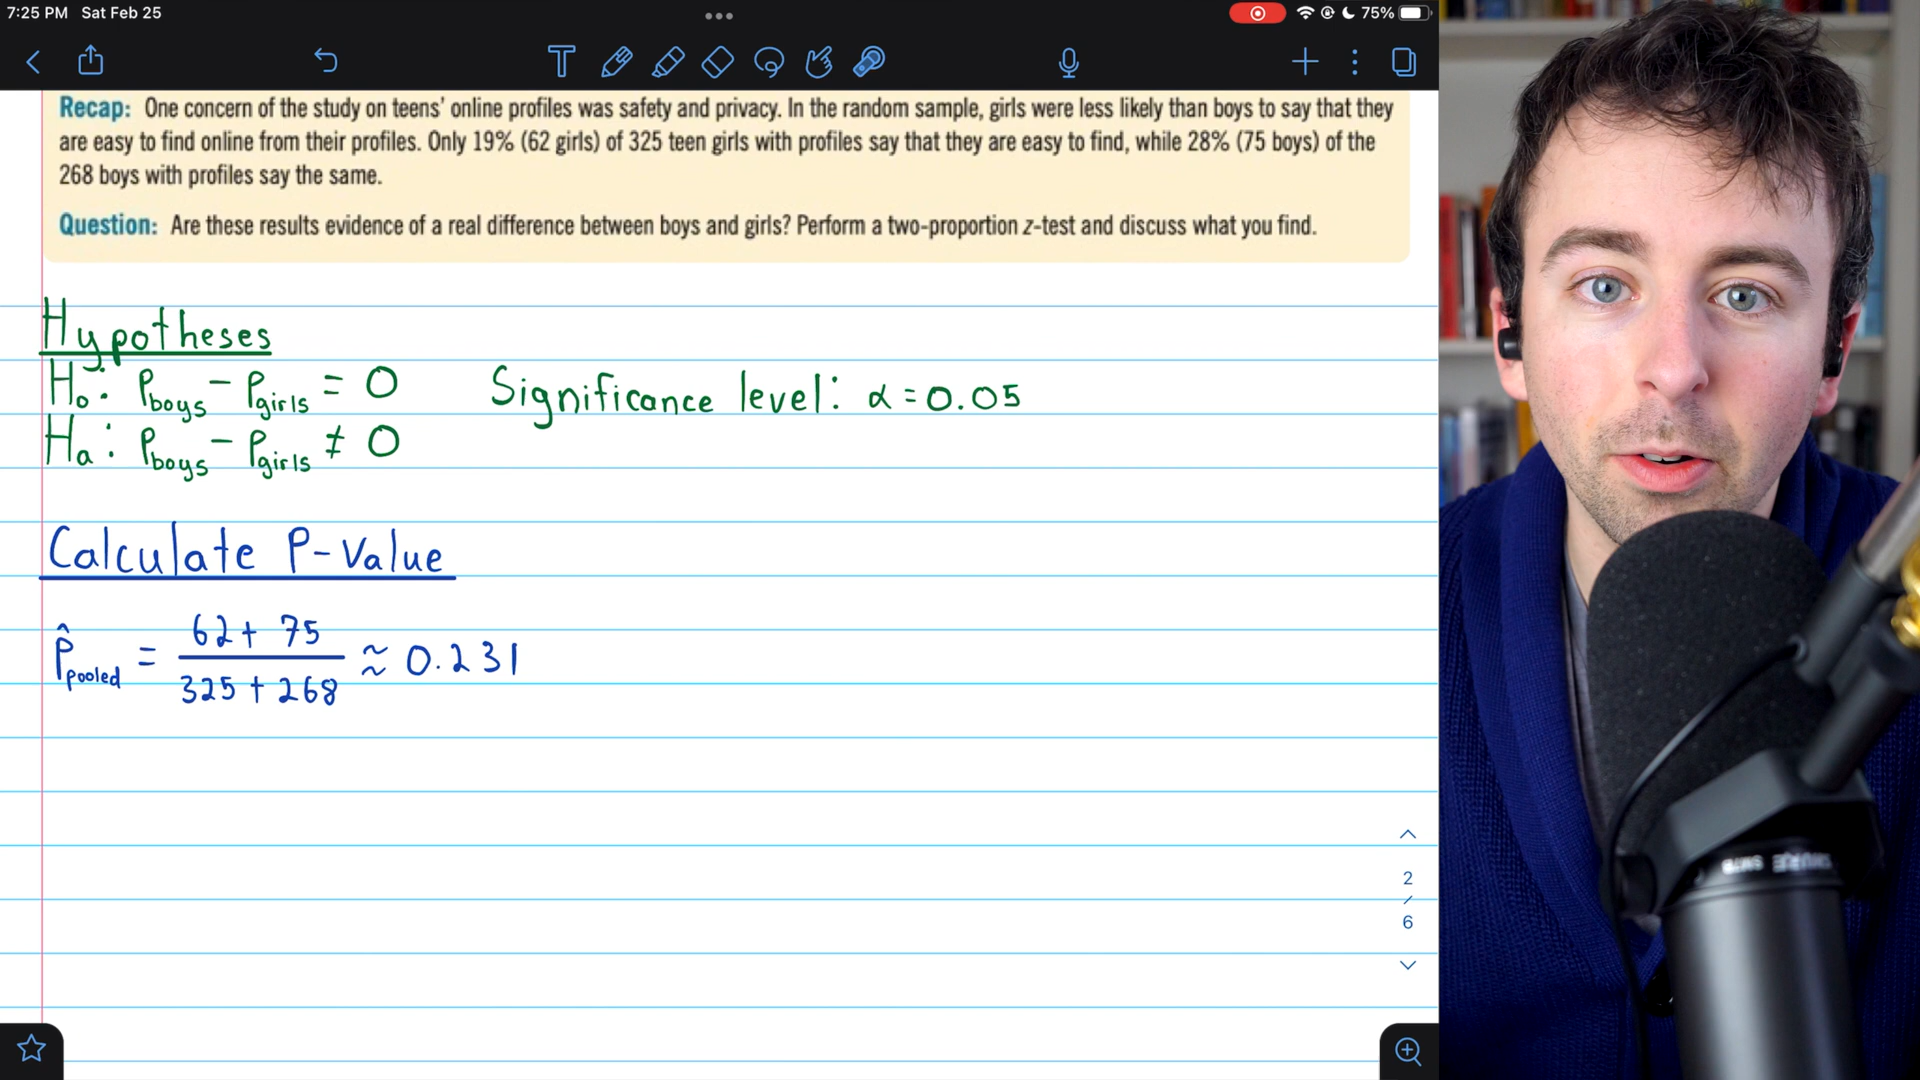 7:25 PM Sat Feb 25
75%
Recap: One concern of the study on teens' online profiles was safety and privacy. In the random sample, girls were less likely than boys to say that they
are easy to find online from their profiles. Only 19% (62 girls) of 325 teen girls with profiles say that they are easy to find, while 28% (75 boys) of the
268 boys with profiles say the same.
Question: Are these results evidence of a real difference between boys and girls? Perform a two-proportion z-test and discuss what you find.
Hypotheses
H₀: P_boys − P_girls = 0 Significance level: α = 0.05
Hₐ: P_boys − P_girls ≠ 0
Calculate P-Value
p̂_pooled = (62 + 75)/(325 + 268) ≈ 0.231
2
/
6